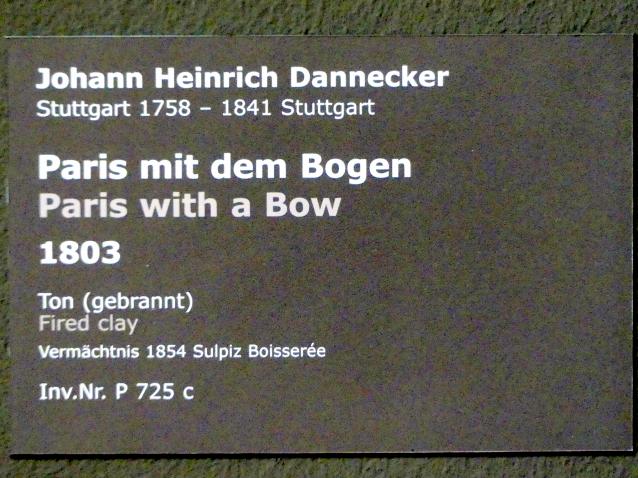 Johann Heinrich Dannecker
Stuttgart 1758 – 1841 Stuttgart
Paris mit dem Bogen
Paris with a Bow
1803
Ton (gebrannt)
Fired clay
Vermächtnis 1854 Sulpiz Boisserée
Inv.Nr. P 725 c